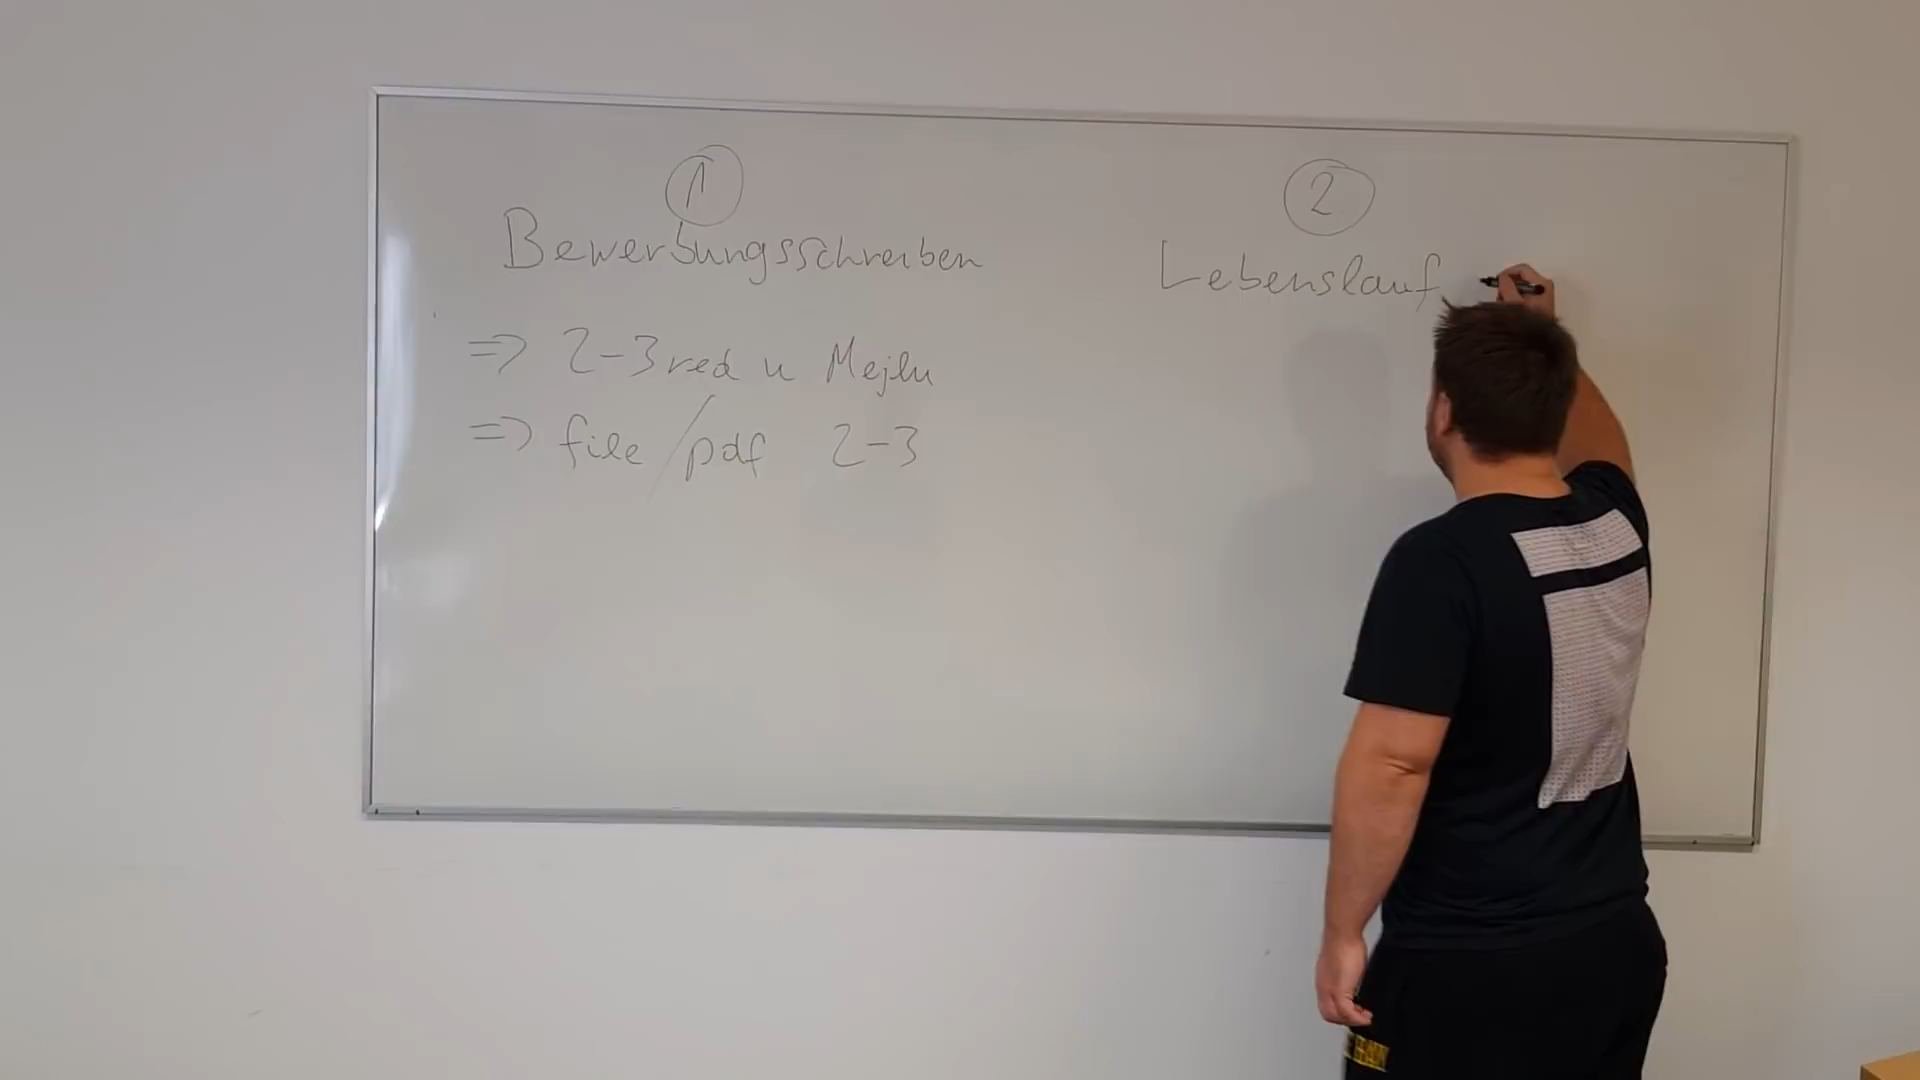 1
Bewerbungsschreiben
⇒ 2-3 red u Mejlu
⇒ file/pdf 2-3
2
Lebenslauf